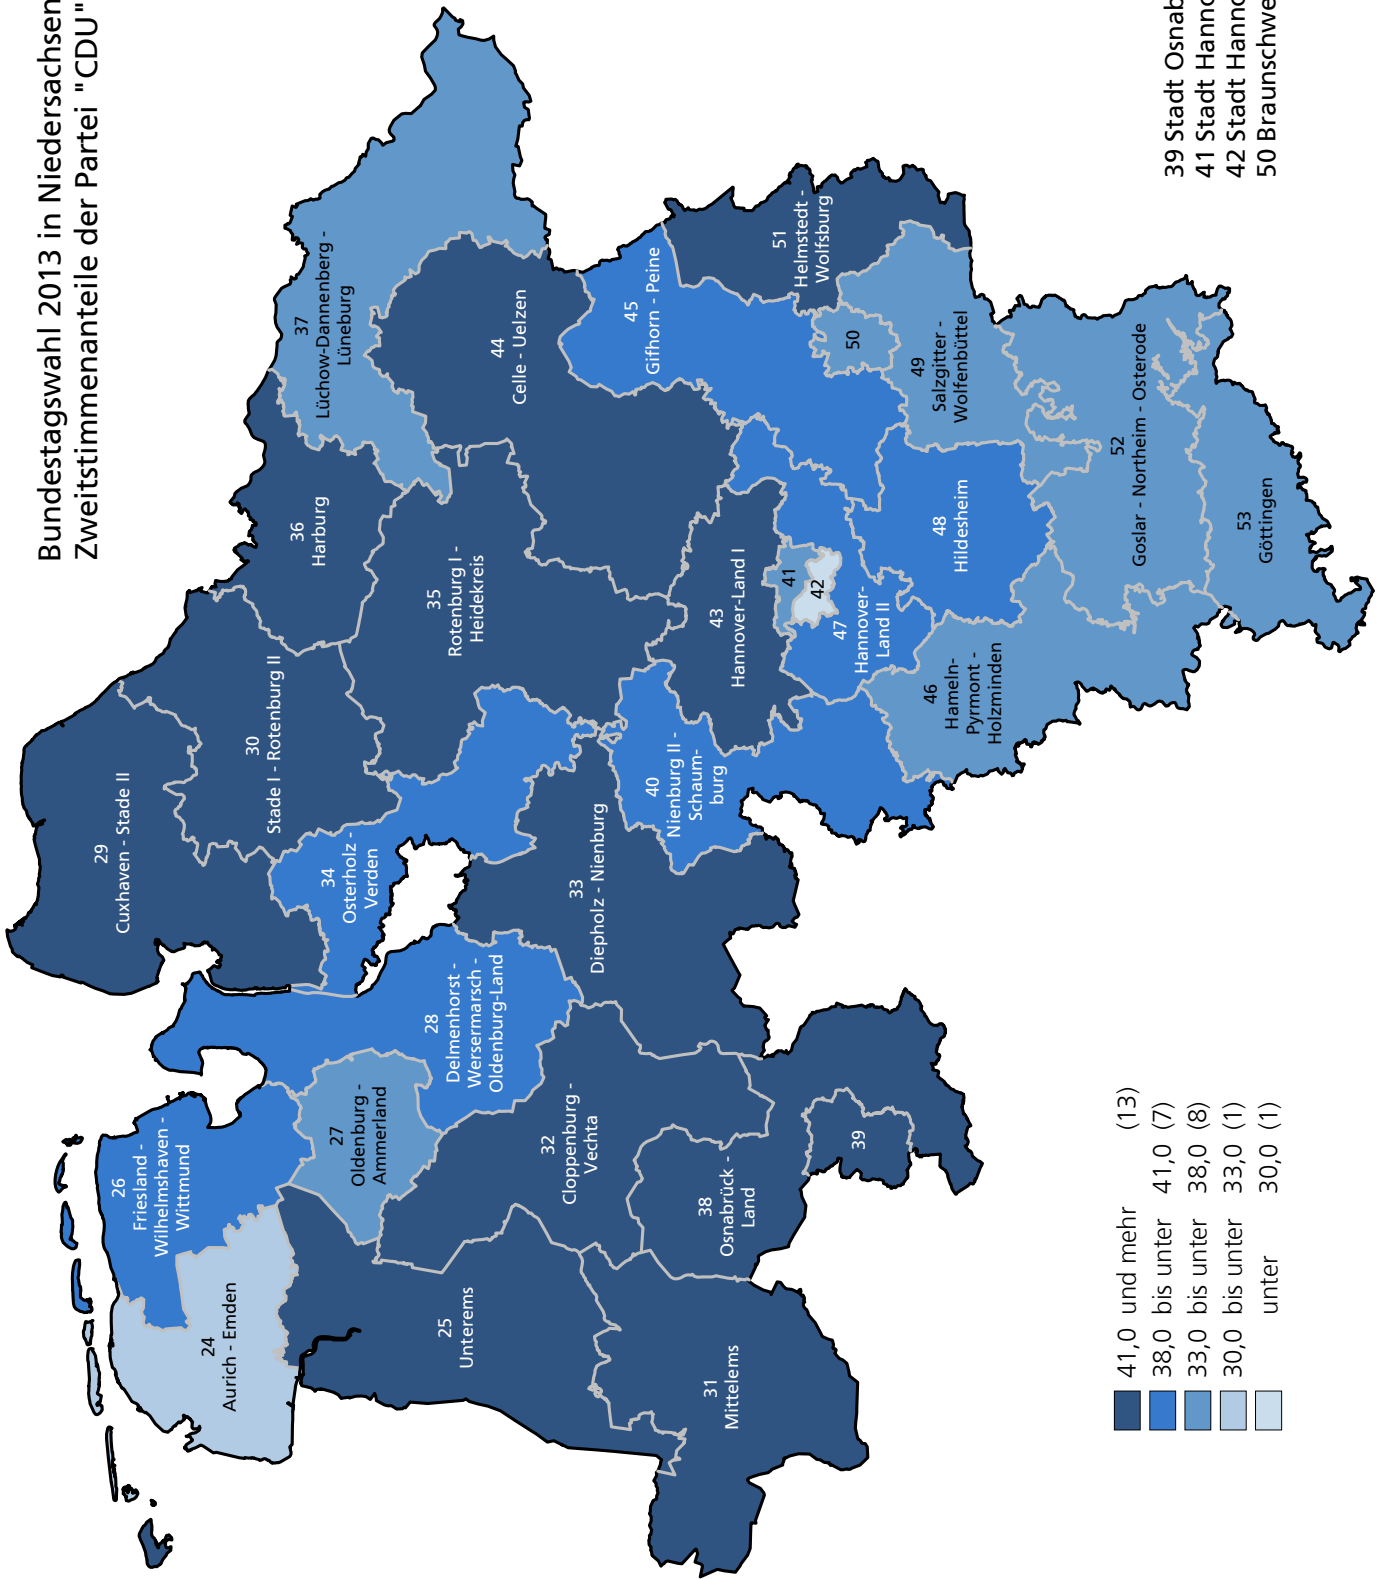 Bundestagswahl 2013 in Niedersachsen
Zweitstimmenanteile der Partei "CDU"
24
Aurich - Emden
25
Unterems
26
Friesland -
Wilhelmshaven -
Wittmund
27
Oldenburg -
Ammerland
28
Delmenhorst -
Wersermarsch -
Oldenburg-Land
29
Cuxhaven - Stade II
30
Stade I - Rotenburg II
31
Mittelems
32
Cloppenburg -
Vechta
33
Diepholz - Nienburg
34
Osterholz -
Verden
35
Rotenburg I -
Heidekreis
36
Harburg
37
Lüchow-Dannenberg -
Lüneburg
38
Osnabrück -
Land
39
40
Nienburg II -
Schaum-
burg
41
42
43
Hannover-Land I
44
Celle - Uelzen
45
Gifhorn - Peine
46
Hameln-
Pyrmont -
Holzminden
47
Hannover-
Land II
48
Hildesheim
49
Salzgitter -
Wolfenbüttel
50
51
Helmstedt -
Wolfsburg
52
Goslar - Northeim - Osterode
53
Göttingen
41,0 und mehr (13)
38,0 bis unter 41,0 (7)
33,0 bis unter 38,0 (8)
30,0 bis unter 33,0 (1)
unter 30,0 (1)
39 Stadt Osnab
41 Stadt Hanno
42 Stadt Hanno
50 Braunschwe